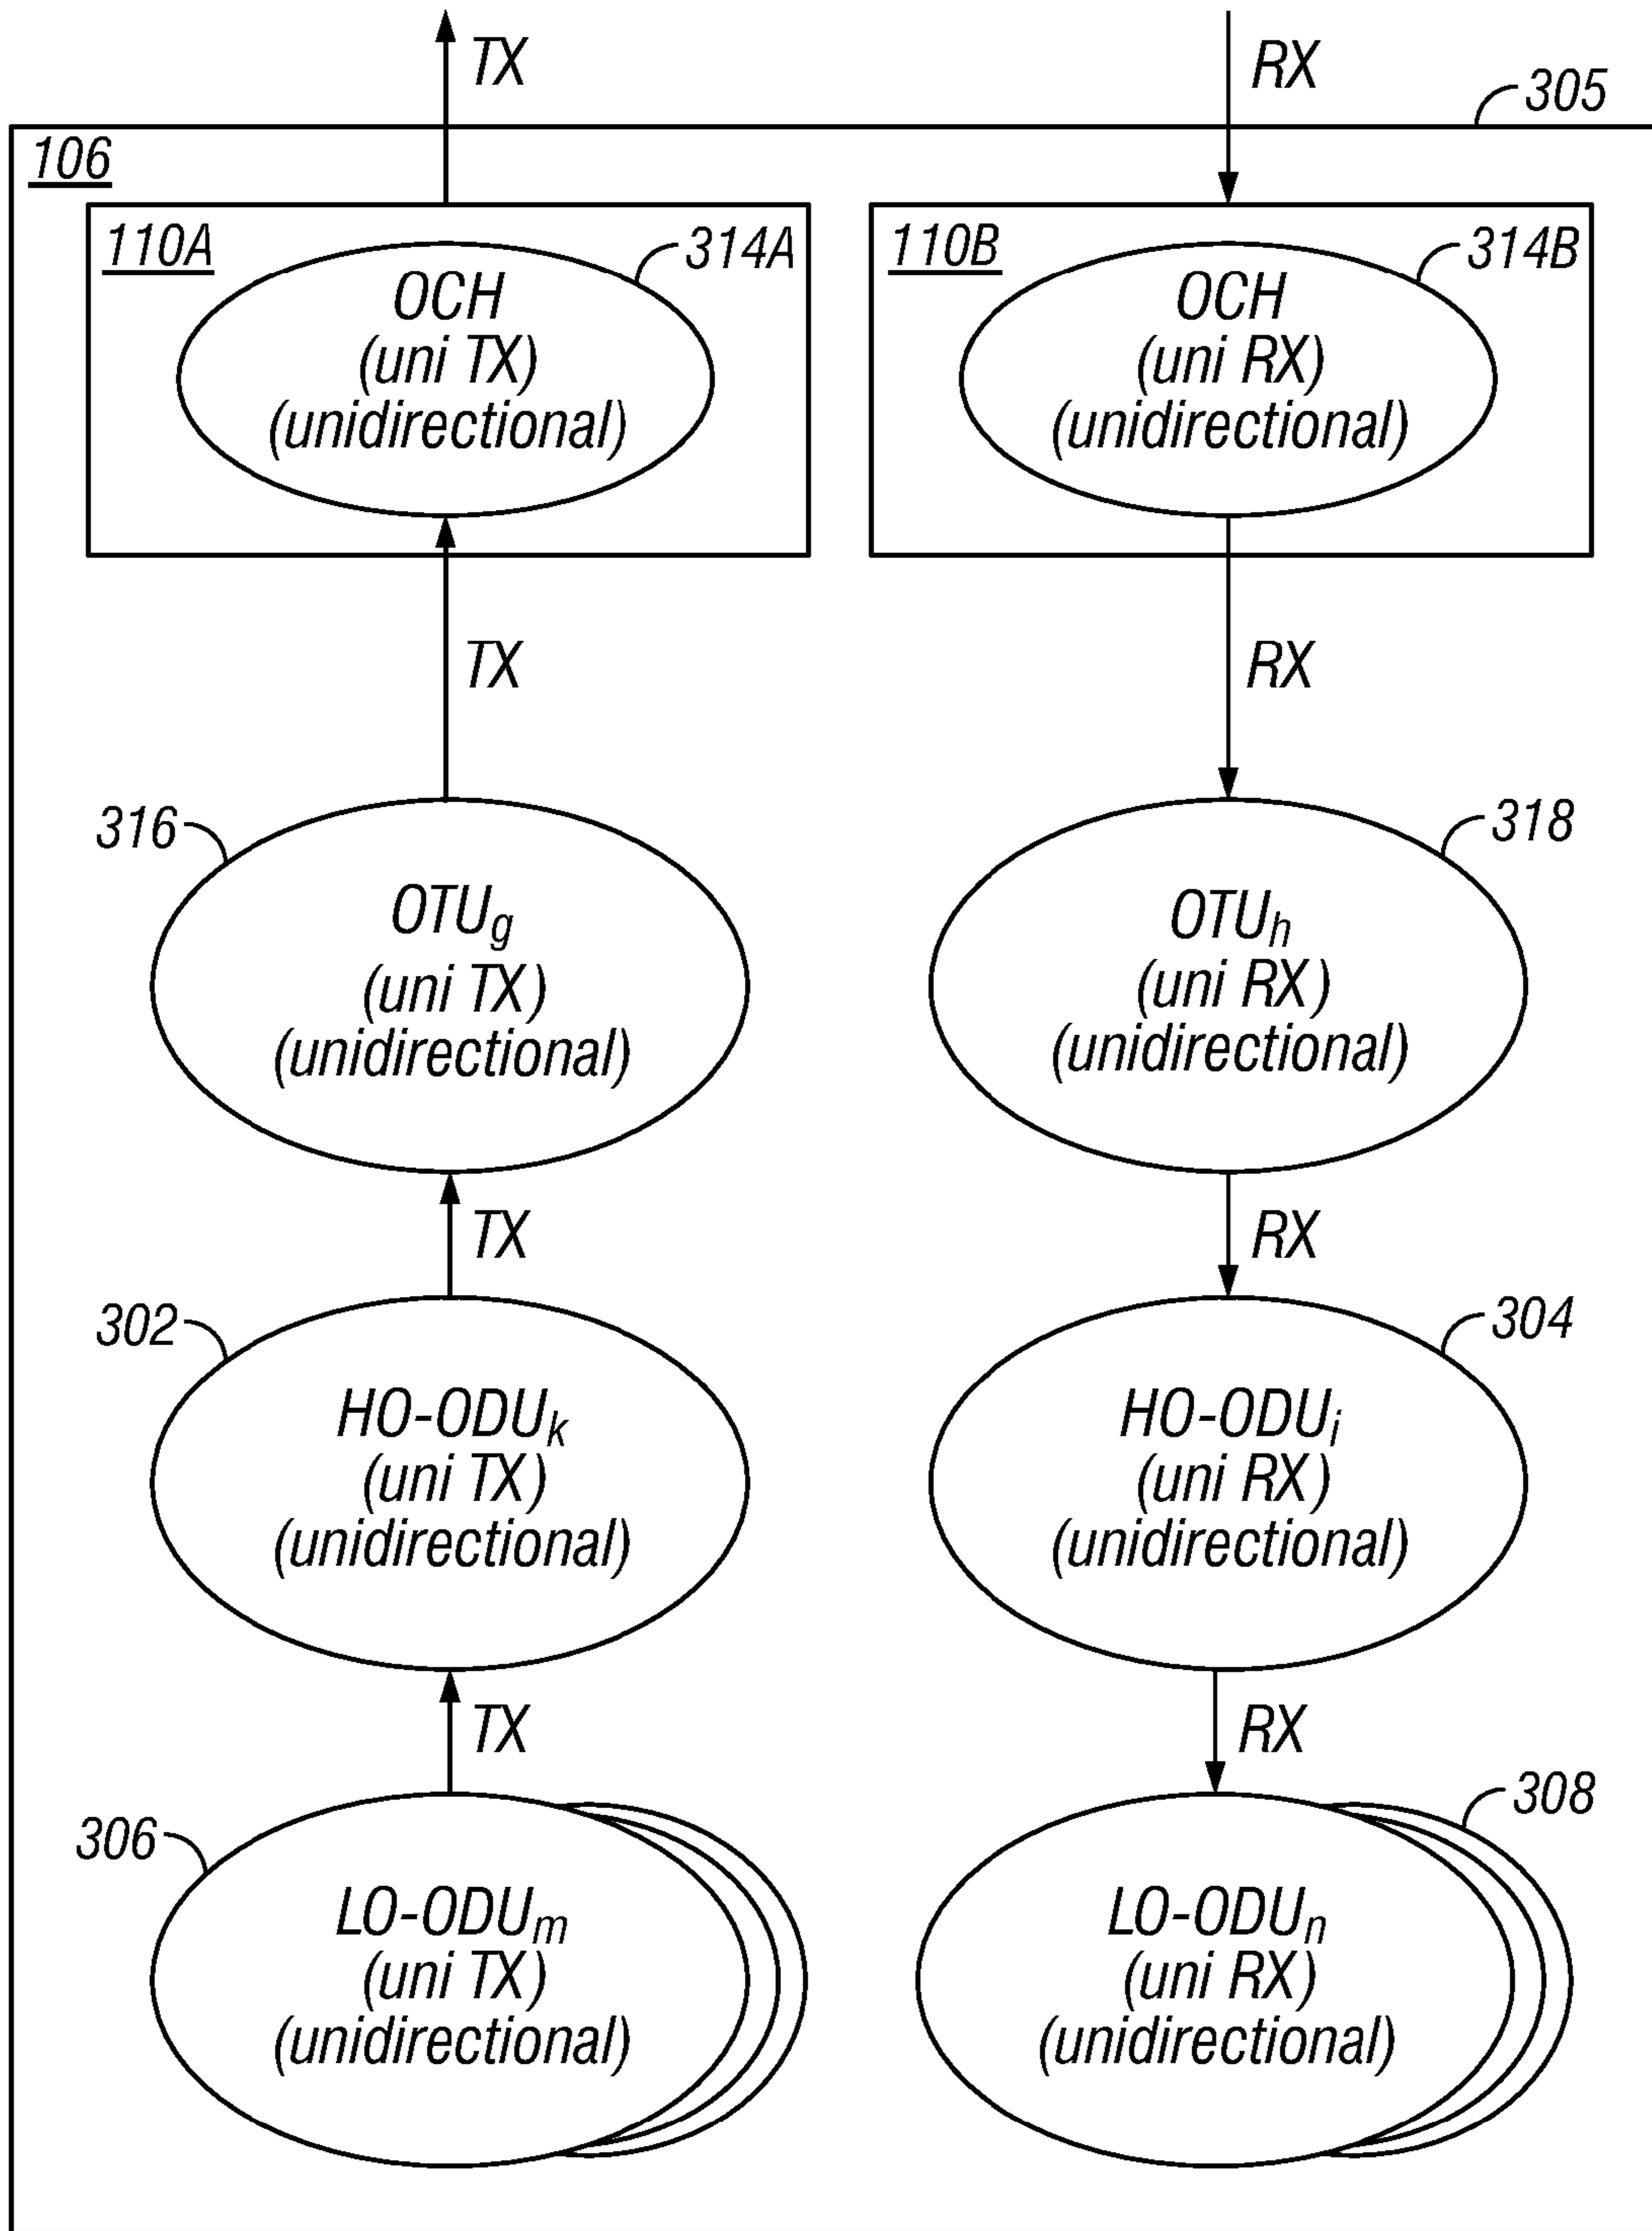 TX
RX
305
106
110A
314A
OCH
(uni TX)
(unidirectional)
110B
314B
OCH
(uni RX)
(unidirectional)
TX
RX
316
OTUg
(uni TX)
(unidirectional)
318
OTUh
(uni RX)
(unidirectional)
TX
RX
302
HO-ODUk
(uni TX)
(unidirectional)
304
HO-ODUi
(uni RX)
(unidirectional)
TX
RX
306
LO-ODUm
(uni TX)
(unidirectional)
308
LO-ODUn
(uni RX)
(unidirectional)